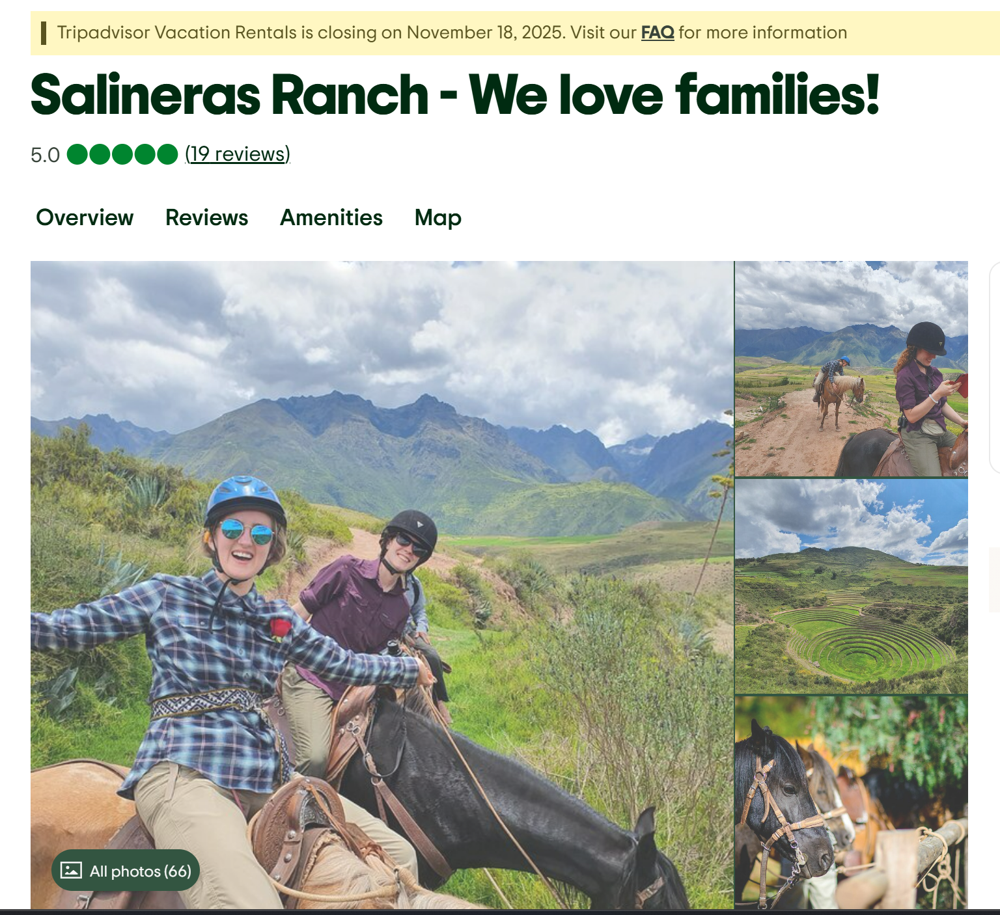 Tripadvisor Vacation Rentals is closing on November 18, 2025. Visit our FAQ for more information
Salineras Ranch - We love families!
5.0 (19 reviews)
Overview Reviews Amenities Map
All photos (66)